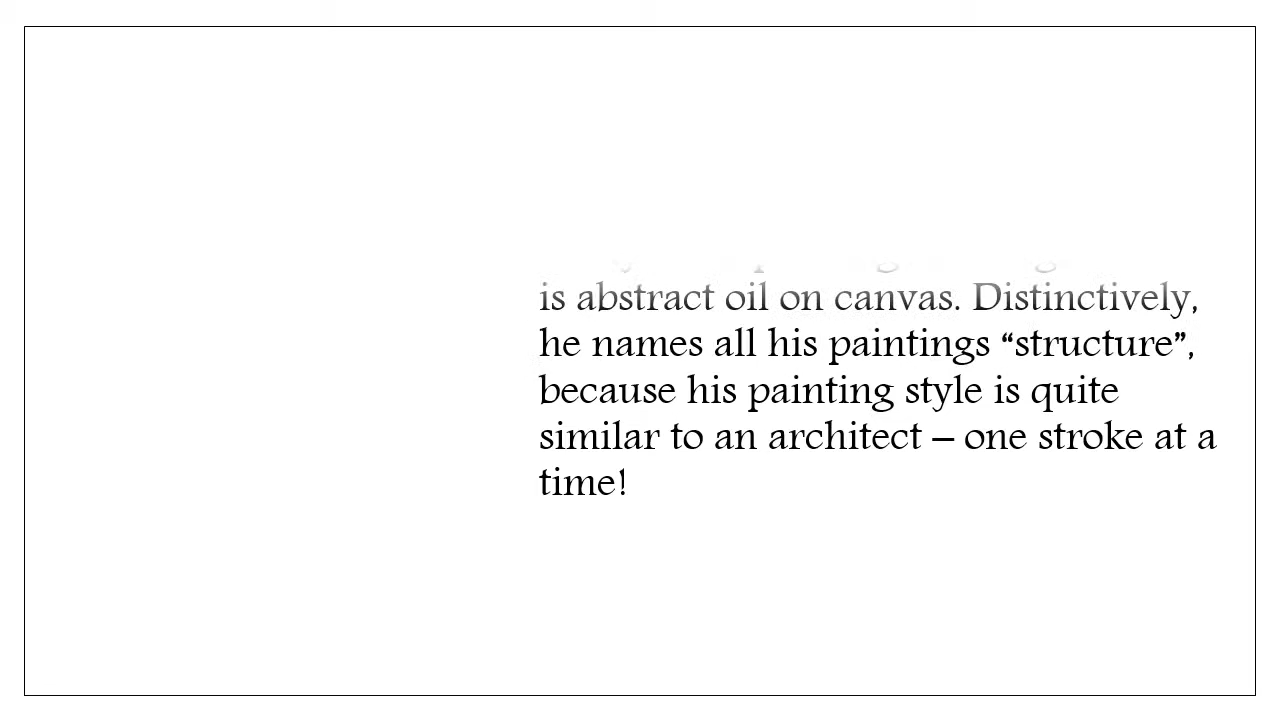 is abstract oil on canvas. Distinctively,
he names all his paintings “structure”,
because his painting style is quite
similar to an architect – one stroke at a
time!